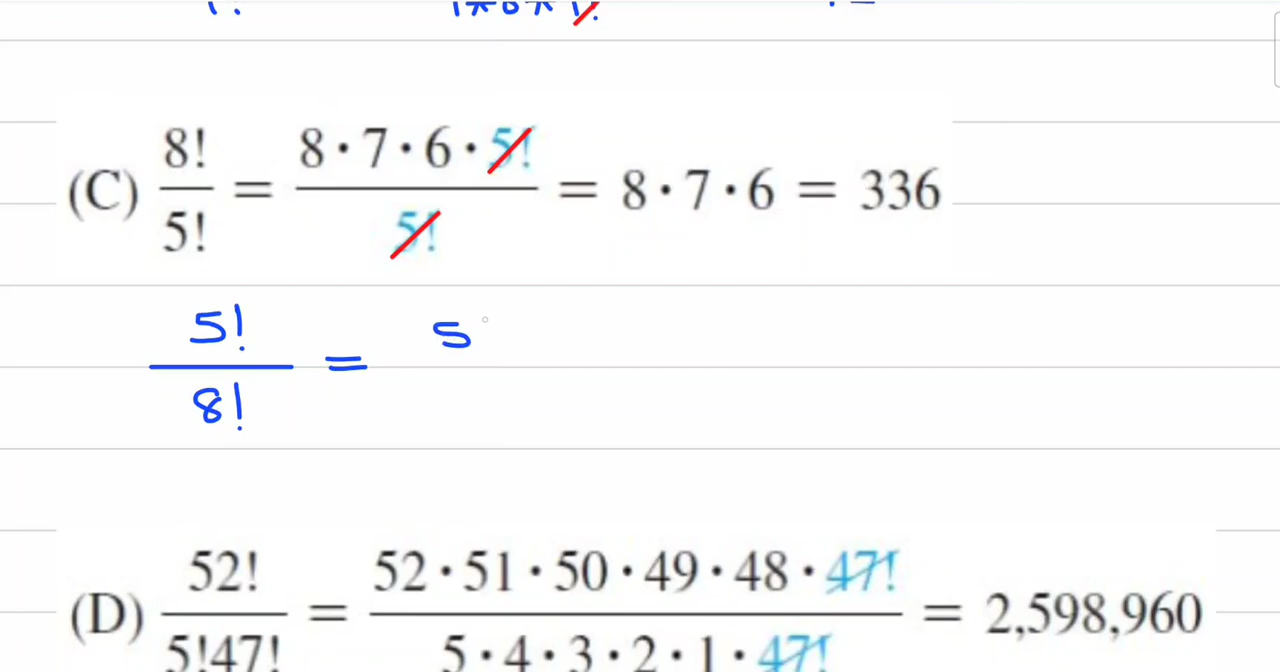 (C) 8!/5! = 8 · 7 · 6 · 5!/5! = 8 · 7 · 6 = 336
5!/8! = 5
(D) 52!/5!47! = 52 · 51 · 50 · 49 · 48 · 47!/5 · 4 · 3 · 2 · 1 · 47! = 2,598,960